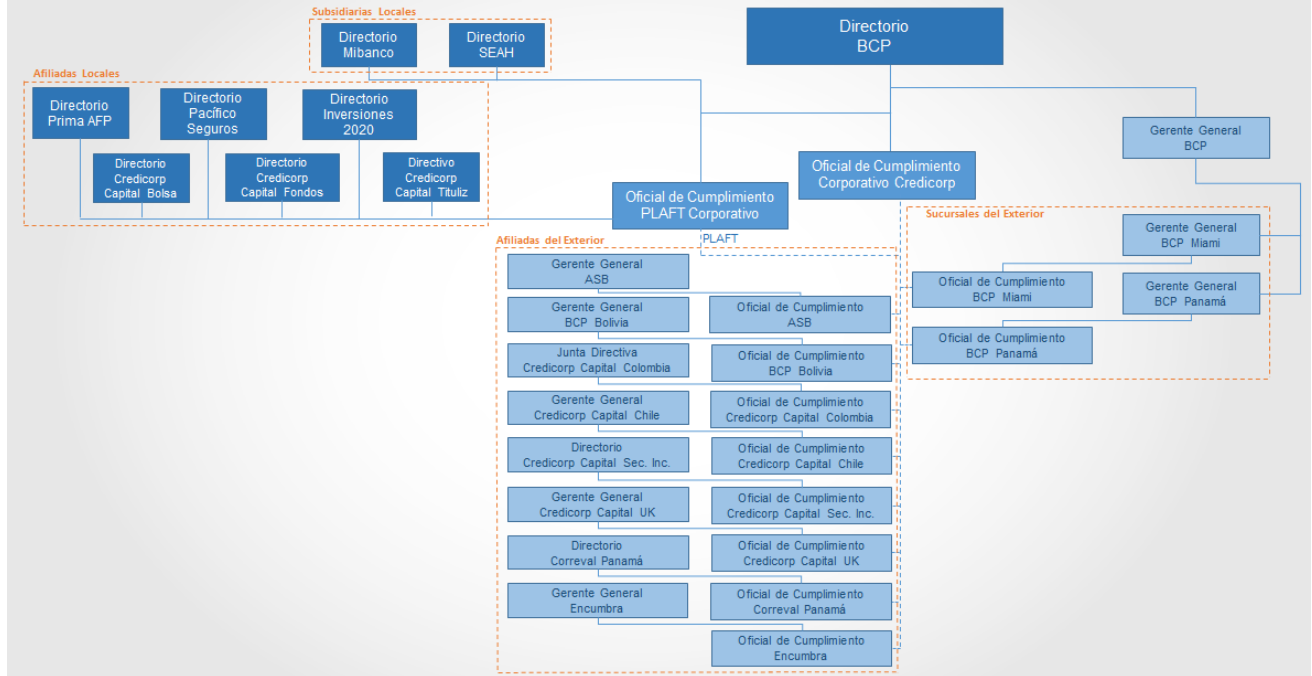 Subsidiarias Locales
Directorio
Mibanco
Directorio
SEAH
Directorio
BCP
Afiliadas Locales
Directorio
Prima AFP
Directorio
Pacífico
Seguros
Directorio
Inversiones
2020
Directorio
Credicorp
Capital Bolsa
Directorio
Credicorp
Capital Fondos
Directivo
Credicorp
Capital Tituliz
Gerente General
BCP
Oficial de Cumplimiento
Corporativo Credicorp
Oficial de Cumplimiento
PLAFT Corporativo
PLAFT
Sucursales del Exterior
Gerente General
BCP Miami
Oficial de Cumplimiento
BCP Miami
Gerente General
BCP Panamá
Oficial de Cumplimiento
BCP Panamá
Afiliadas del Exterior
Gerente General
ASB
Oficial de Cumplimiento
ASB
Gerente General
BCP Bolivia
Oficial de Cumplimiento
BCP Bolivia
Junta Directiva
Credicorp Capital Colombia
Oficial de Cumplimiento
Credicorp Capital Colombia
Gerente General
Credicorp Capital Chile
Oficial de Cumplimiento
Credicorp Capital Chile
Directorio
Credicorp Capital Sec. Inc.
Oficial de Cumplimiento
Credicorp Capital Sec. Inc.
Gerente General
Credicorp Capital UK
Oficial de Cumplimiento
Credicorp Capital UK
Directorio
Correval Panamá
Oficial de Cumplimiento
Correval Panamá
Gerente General
Encumbra
Oficial de Cumplimiento
Encumbra